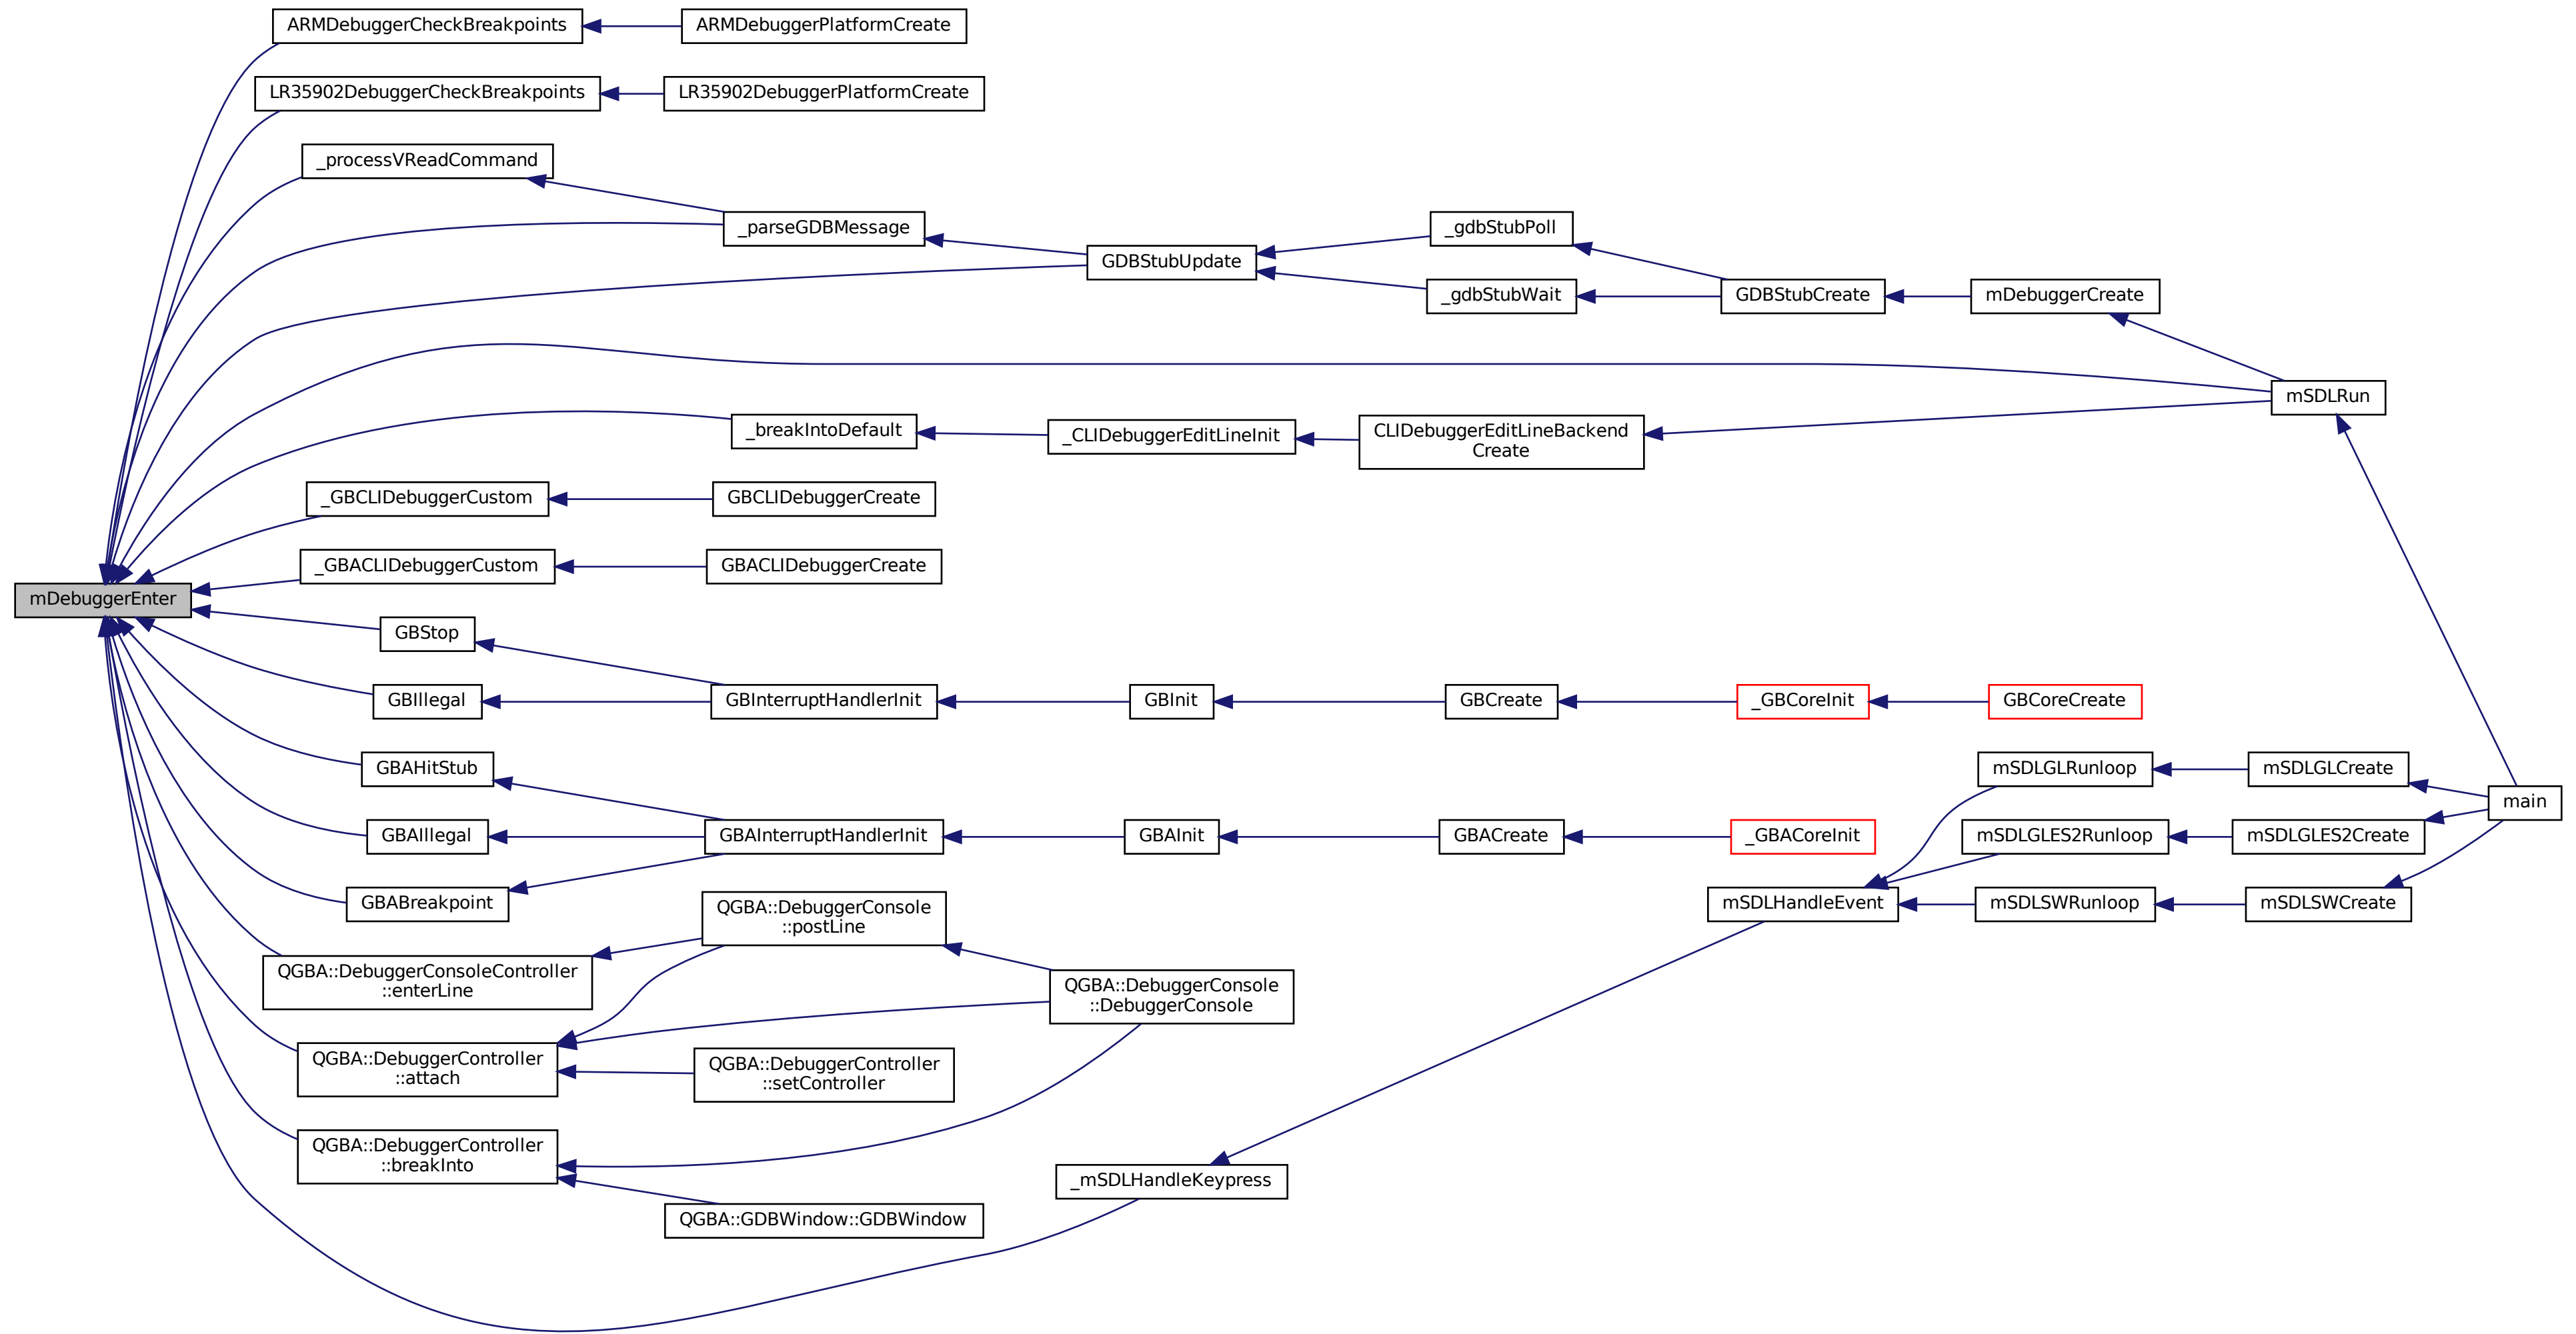 ARMDebuggerCheckBreakpoints
ARMDebuggerPlatformCreate
LR35902DebuggerCheckBreakpoints
LR35902DebuggerPlatformCreate
_processVReadCommand
_parseGDBMessage
_gdbStubPoll
GDBStubUpdate
_gdbStubWait
GDBStubCreate
mDebuggerCreate
mSDLRun
_breakIntoDefault
_CLIDebuggerEditLineInit
CLIDebuggerEditLineBackend
Create
_GBCLIDebuggerCustom
GBCLIDebuggerCreate
_GBACLIDebuggerCustom
GBACLIDebuggerCreate
mDebuggerEnter
GBStop
GBIllegal
GBInterruptHandlerInit
GBInit
GBCreate
_GBCoreInit
GBCoreCreate
GBAHitStub
mSDLGLRunloop
mSDLGLCreate
main
GBAIllegal
GBAInterruptHandlerInit
GBAInit
GBACreate
_GBACoreInit
mSDLGLES2Runloop
mSDLGLES2Create
GBABreakpoint
mSDLHandleEvent
mSDLSWRunloop
mSDLSWCreate
QGBA::DebuggerConsole
::postLine
QGBA::DebuggerConsoleController
::enterLine
QGBA::DebuggerConsole
::DebuggerConsole
QGBA::DebuggerController
::attach
QGBA::DebuggerController
::setController
QGBA::DebuggerController
::breakInto
_mSDLHandleKeypress
QGBA::GDBWindow::GDBWindow